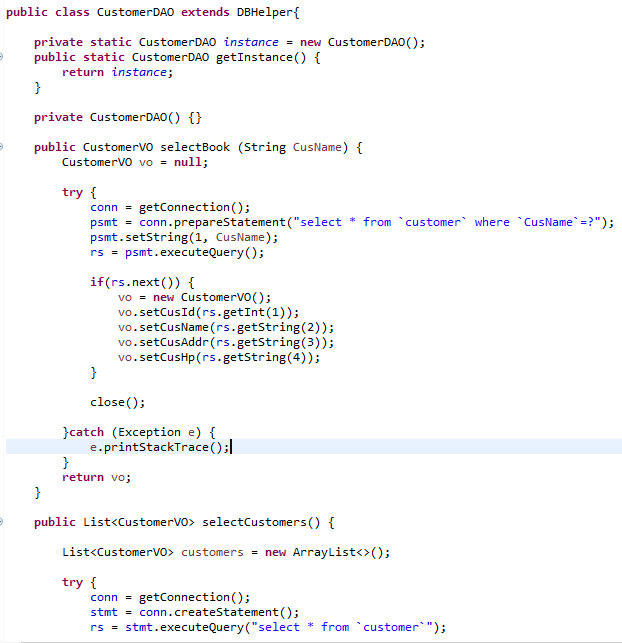 public class CustomerDAO extends DBHelper{
private static CustomerDAO instance = new CustomerDAO();
public static CustomerDAO getInstance() {
return instance;
}
private CustomerDAO() {}
public CustomerVO selectBook (String CusName) {
CustomerVO vo = null;
try {
conn = getConnection();
psmt = conn.prepareStatement("select * from `customer` where `CusName`=?");
psmt.setString(1, CusName);
rs = psmt.executeQuery();
if(rs.next()) {
vo = new CustomerVO();
vo.setCusId(rs.getInt(1));
vo.setCusName(rs.getString(2));
vo.setCusAddr(rs.getString(3));
vo.setCusHp(rs.getString(4));
}
close();
}catch (Exception e) {
e.printStackTrace();
}
return vo;
}
public List<CustomerVO> selectCustomers() {
List<CustomerVO> customers = new ArrayList<>();
try {
conn = getConnection();
stmt = conn.createStatement();
rs = stmt.executeQuery("select * from `customer`");